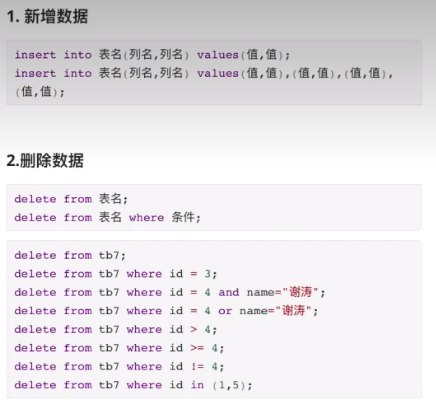 1. 新增数据
insert into 表名(列名,列名) values(值,值);
insert into 表名(列名,列名) values(值,值),(值,值),(值,值),
(值,值);
2.删除数据
delete from 表名;
delete from 表名 where 条件;
delete from tb7;
delete from tb7 where id = 3;
delete from tb7 where id = 4 and name="谢涛";
delete from tb7 where id = 4 or name="谢涛";
delete from tb7 where id > 4;
delete from tb7 where id >= 4;
delete from tb7 where id != 4;
delete from tb7 where id in (1,5);